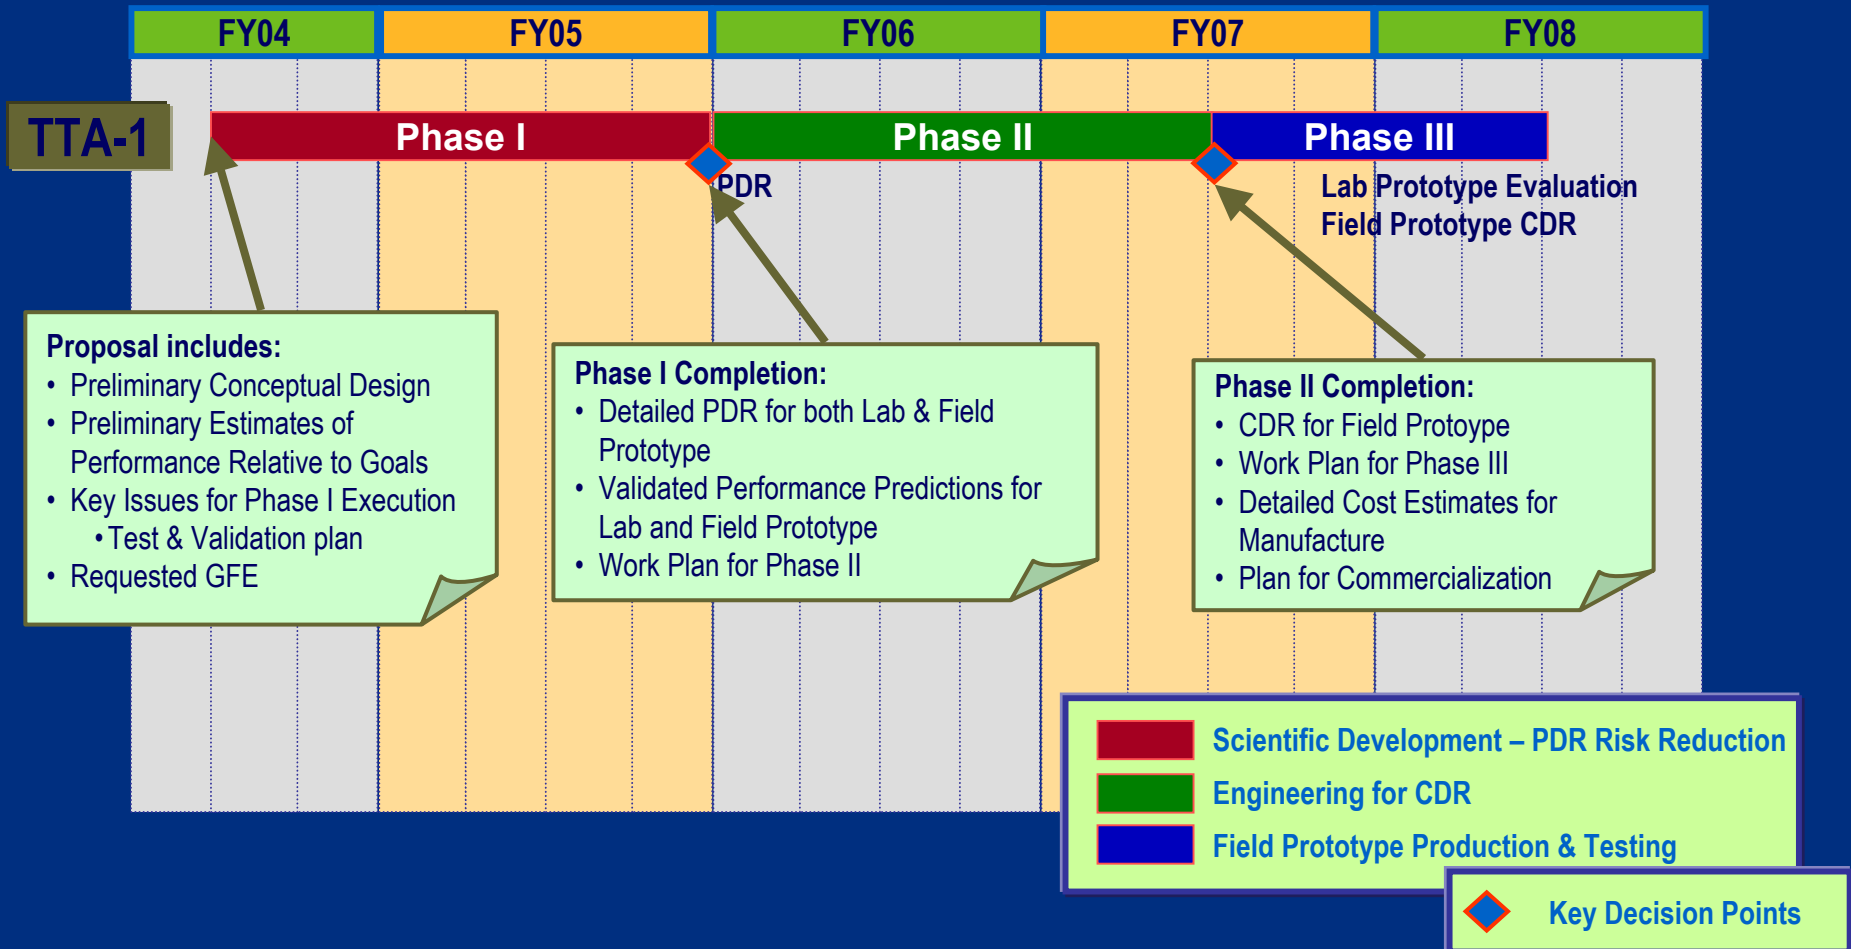 FY04 FY05 FY06 FY07 FY08
TTA-1
Phase I Phase II Phase III
PDR
Lab Prototype Evaluation
Field Prototype CDR
Proposal includes:
• Preliminary Conceptual Design
• Preliminary Estimates of
Performance Relative to Goals
• Key Issues for Phase I Execution
• Test & Validation plan
• Requested GFE
Phase I Completion:
• Detailed PDR for both Lab & Field
Prototype
• Validated Performance Predictions for
Lab and Field Prototype
• Work Plan for Phase II
Phase II Completion:
• CDR for Field Protoype
• Work Plan for Phase III
• Detailed Cost Estimates for
Manufacture
• Plan for Commercialization
Scientific Development – PDR Risk Reduction
Engineering for CDR
Field Prototype Production & Testing
Key Decision Points